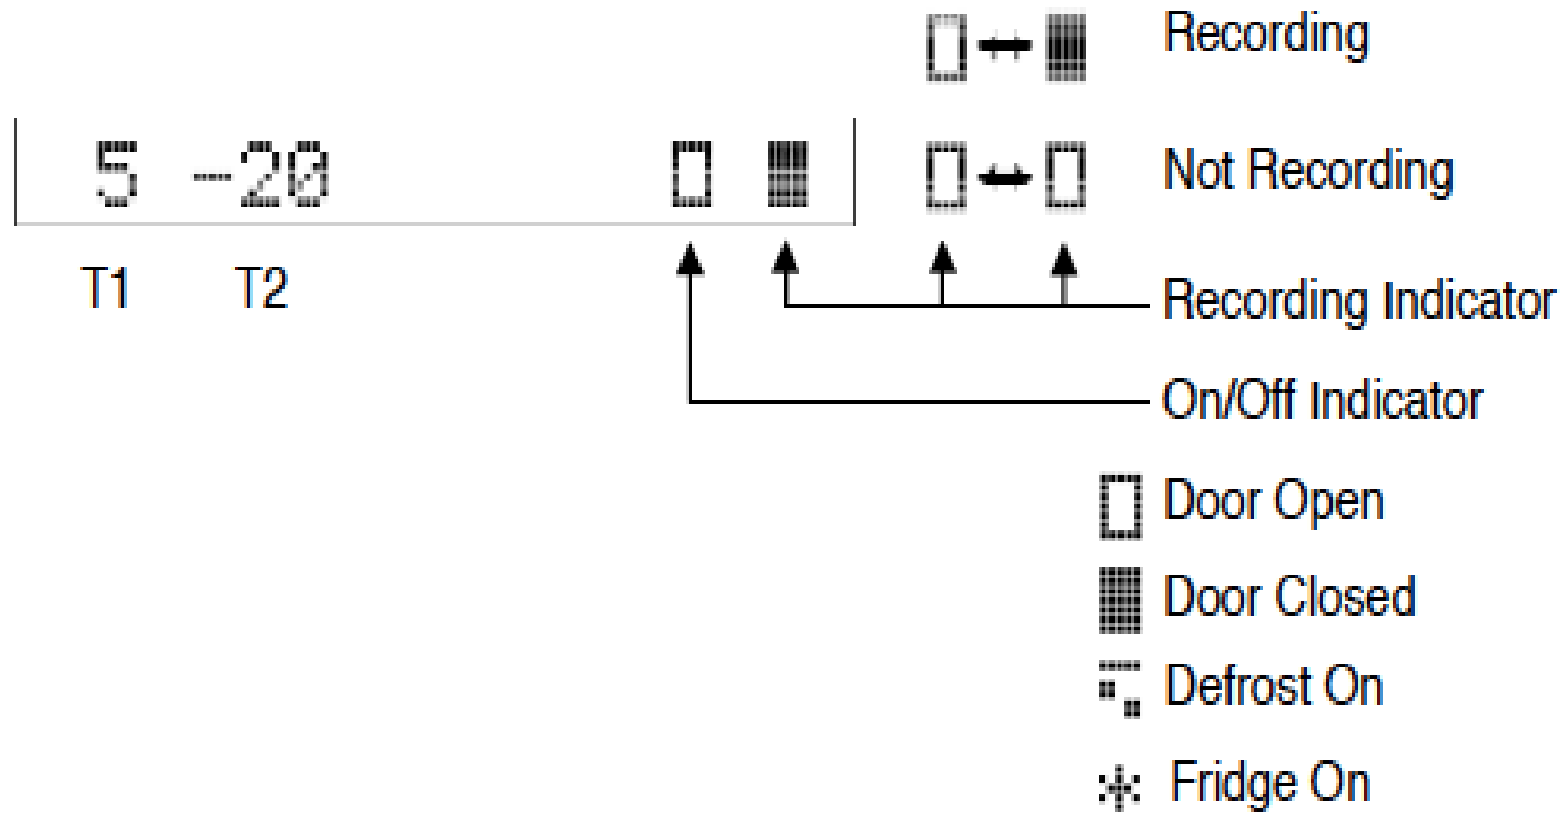 Recording
5 -20
Not Recording
T1 T2
Recording Indicator
On/Off Indicator
Door Open
Door Closed
Defrost On
Fridge On